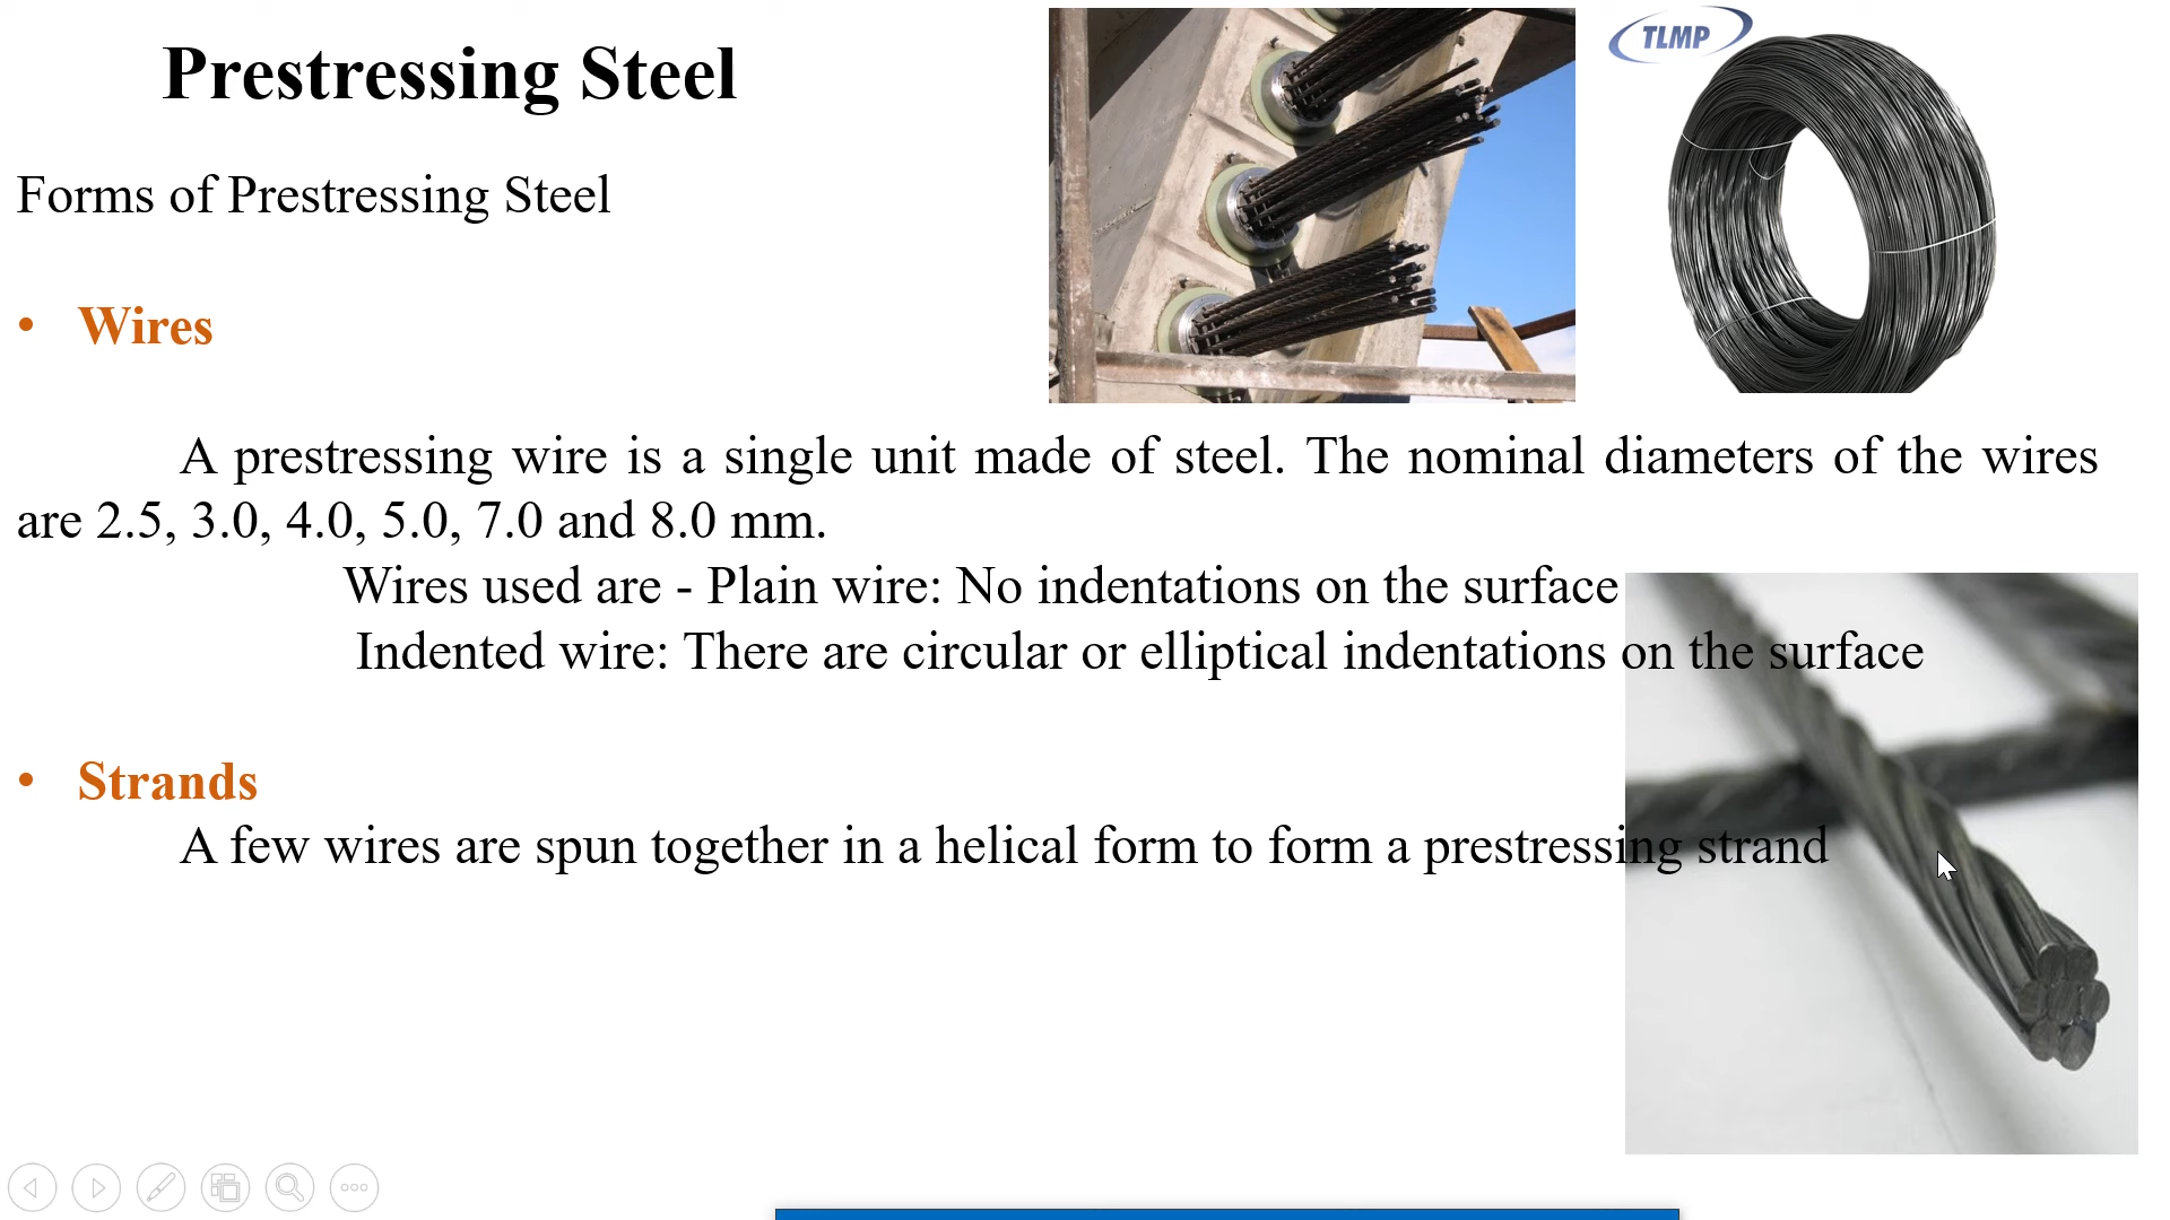 Prestressing Steel
TLMP
Forms of Prestressing Steel
• Wires
A prestressing wire is a single unit made of steel. The nominal diameters of the wires
are 2.5, 3.0, 4.0, 5.0, 7.0 and 8.0 mm.
Wires used are - Plain wire: No indentations on the surface
Indented wire: There are circular or elliptical indentations on the surface
• Strands
A few wires are spun together in a helical form to form a prestressing strand